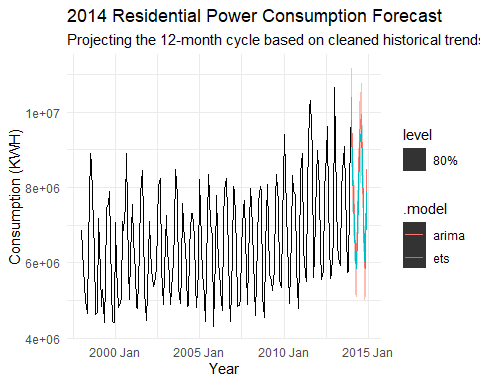 2014 Residential Power Consumption Forecast
Projecting the 12-month cycle based on cleaned historical trends
1e+07
8e+06
6e+06
4e+06
Consumption (KWH)
2000 Jan
2005 Jan
2010 Jan
2015 Jan
Year
level
80%
.model
arima
ets